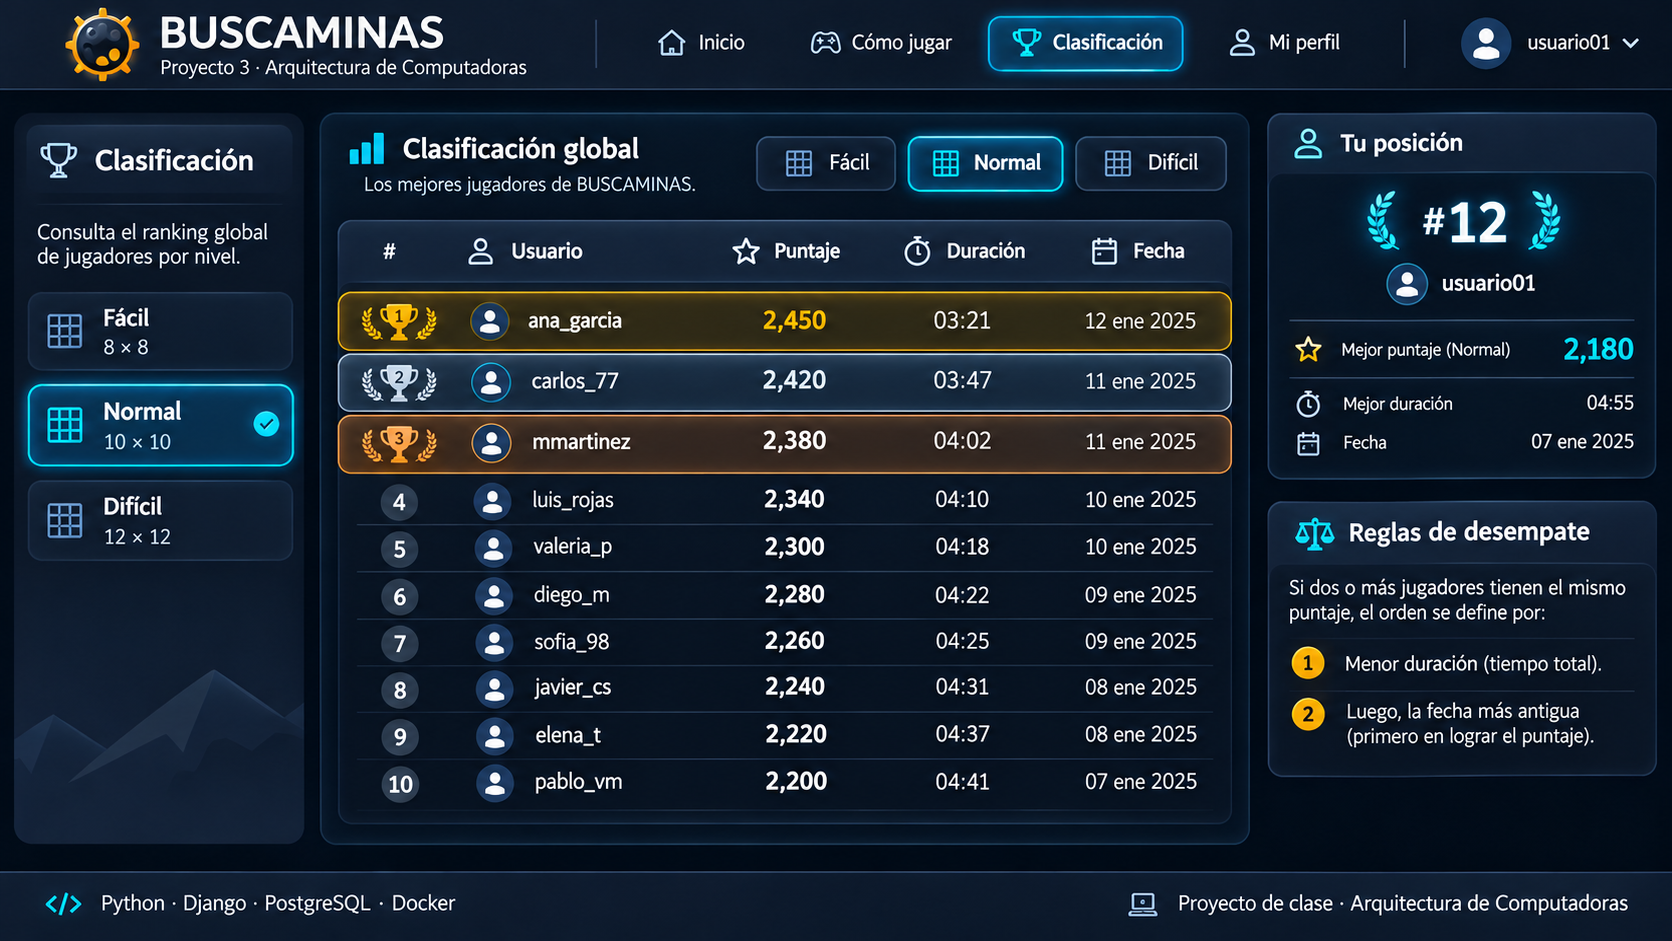 BUSCAMINAS
Proyecto 3 · Arquitectura de Computadoras
Inicio
Cómo jugar
Clasificación
Mi perfil
usuario01
Clasificación
Consulta el ranking global
de jugadores por nivel.
Fácil
8 × 8
Normal
10 × 10
Difícil
12 × 12
Clasificación global
Los mejores jugadores de BUSCAMINAS.
Fácil
Normal
Difícil
# Usuario Puntaje Duración Fecha
1 ana_garcia 2,450 03:21 12 ene 2025
2 carlos_77 2,420 03:47 11 ene 2025
3 mmartinez 2,380 04:02 11 ene 2025
4 luis_rojas 2,340 04:10 10 ene 2025
5 valeria_p 2,300 04:18 10 ene 2025
6 diego_m 2,280 04:22 09 ene 2025
7 sofia_98 2,260 04:25 09 ene 2025
8 javier_cs 2,240 04:31 08 ene 2025
9 elena_t 2,220 04:37 08 ene 2025
10 pablo_vm 2,200 04:41 07 ene 2025
Tu posición
#12
usuario01
Mejor puntaje (Normal) 2,180
Mejor duración 04:55
Fecha 07 ene 2025
Reglas de desempate
Si dos o más jugadores tienen el mismo
puntaje, el orden se define por:
1 Menor duración (tiempo total).
2 Luego, la fecha más antigua
(primero en lograr el puntaje).
</> Python · Django · PostgreSQL · Docker
Proyecto de clase · Arquitectura de Computadoras